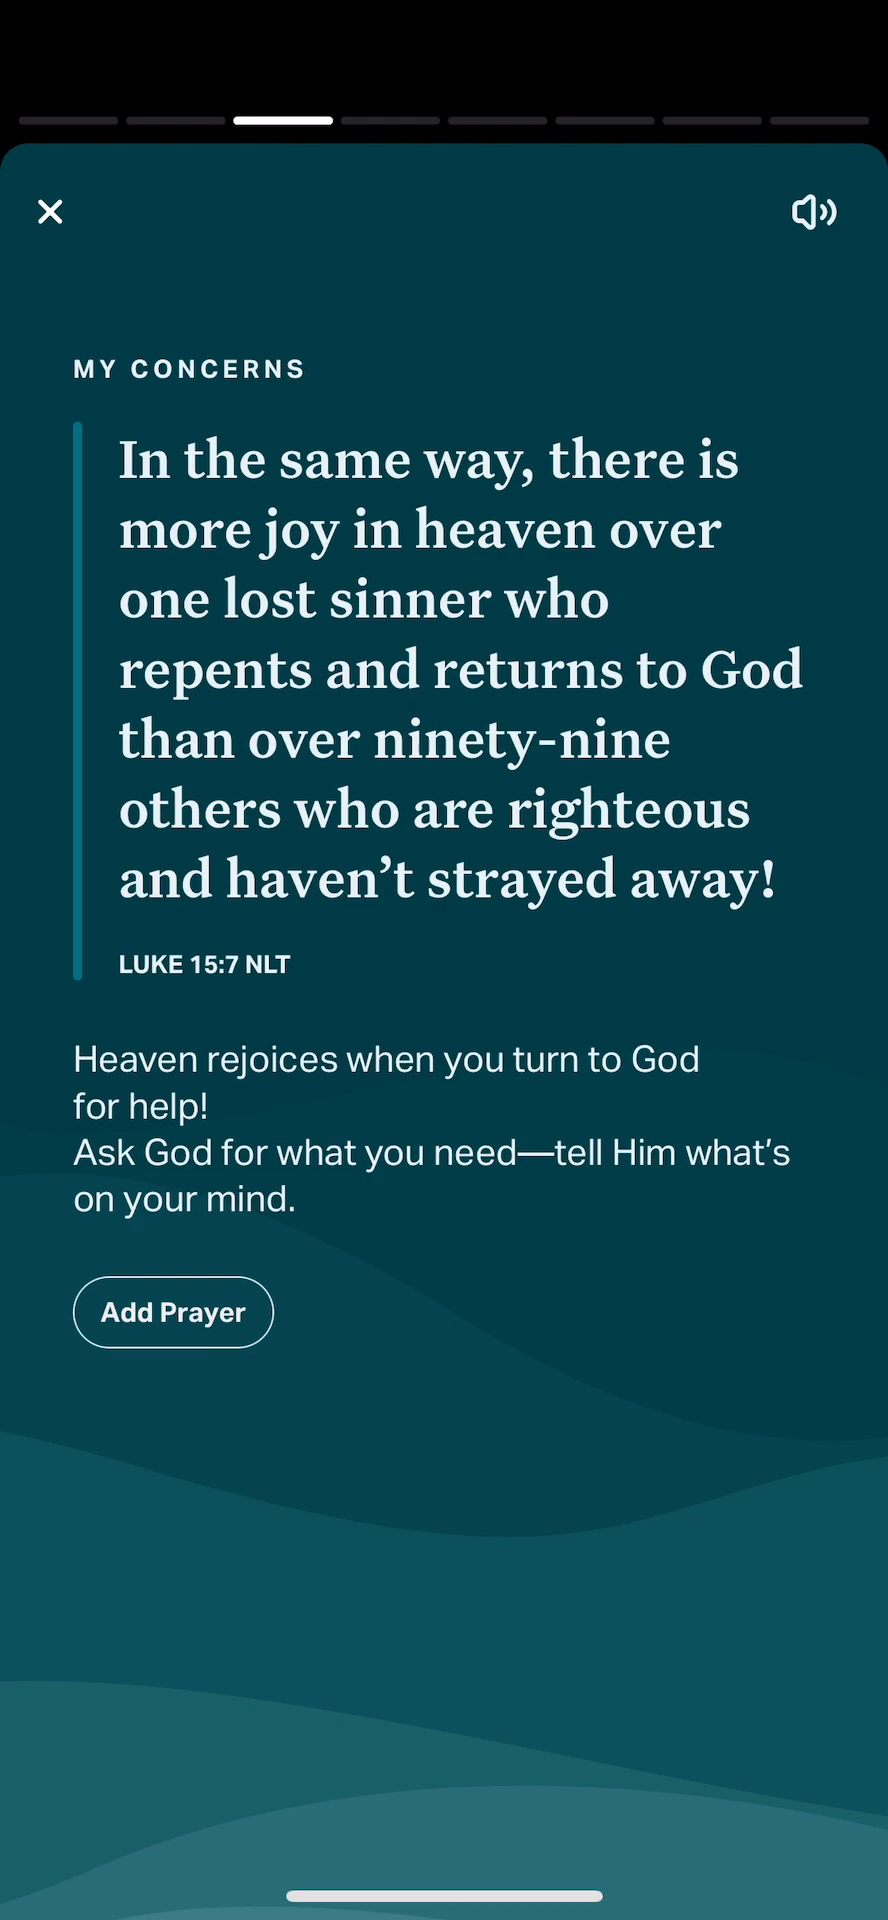 MY CONCERNS
In the same way, there is
more joy in heaven over
one lost sinner who
repents and returns to God
than over ninety-nine
others who are righteous
and haven’t strayed away!
LUKE 15:7 NLT
Heaven rejoices when you turn to God
for help!
Ask God for what you need—tell Him what's
on your mind.
Add Prayer